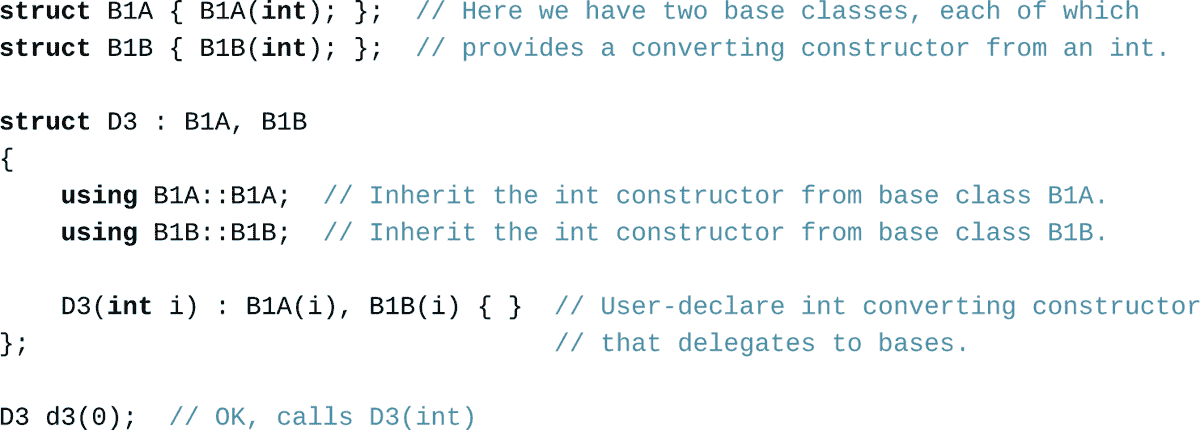 struct B1A { B1A(int); };  // Here we have two base classes, each of which
struct B1B { B1B(int); };  // provides a converting constructor from an int.

struct D3 : B1A, B1B
{
    using B1A::B1A;  // Inherit the int constructor from base class B1A.
    using B1B::B1B;  // Inherit the int constructor from base class B1B.

    D3(int i) : B1A(i), B1B(i) { }  // User-declare int converting constructor
};                                  // that delegates to bases.

D3 d3(0);  // OK, calls D3(int)